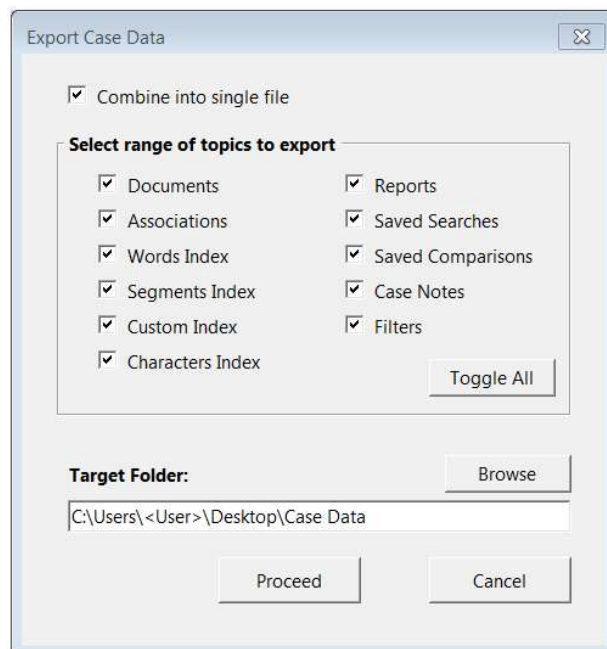 Export Case Data
Combine into single file
Select range of topics to export
Documents
Associations
Words Index
Segments Index
Custom Index
Characters Index
Reports
Saved Searches
Saved Comparisons
Case Notes
Filters
Toggle All
Target Folder:
Browse
C:\Users\<User>\Desktop\Case Data
Proceed
Cancel